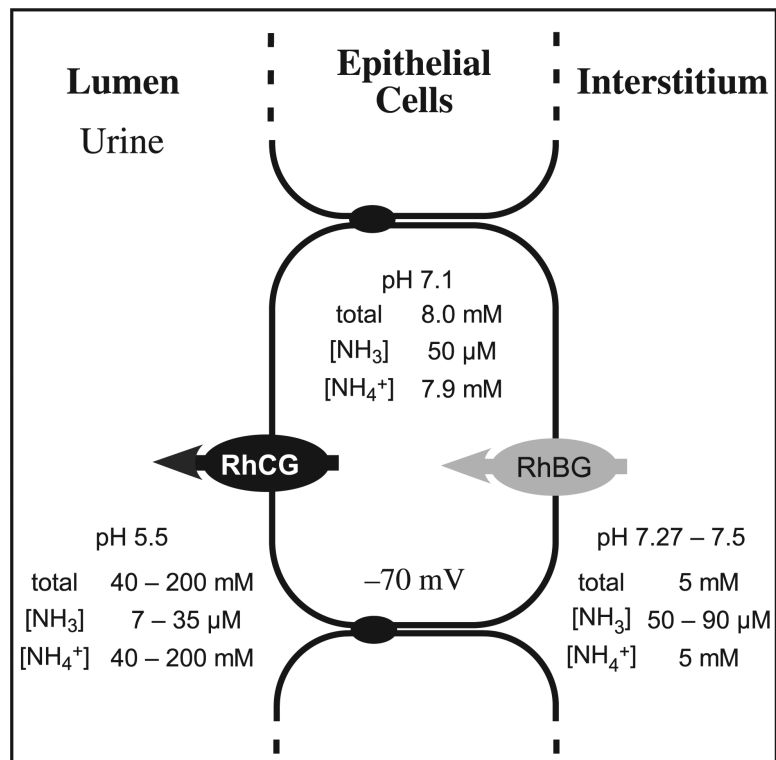 Lumen
Urine
Epithelial
Cells
Interstitium
pH 7.1
total 8.0 mM
[NH₃] 50 µM
[NH₄⁺] 7.9 mM
RhCG
RhBG
pH 5.5
total 40 – 200 mM
[NH₃] 7 – 35 µM
[NH₄⁺] 40 – 200 mM
–70 mV
pH 7.27 – 7.5
total 5 mM
[NH₃] 50 – 90 µM
[NH₄⁺] 5 mM